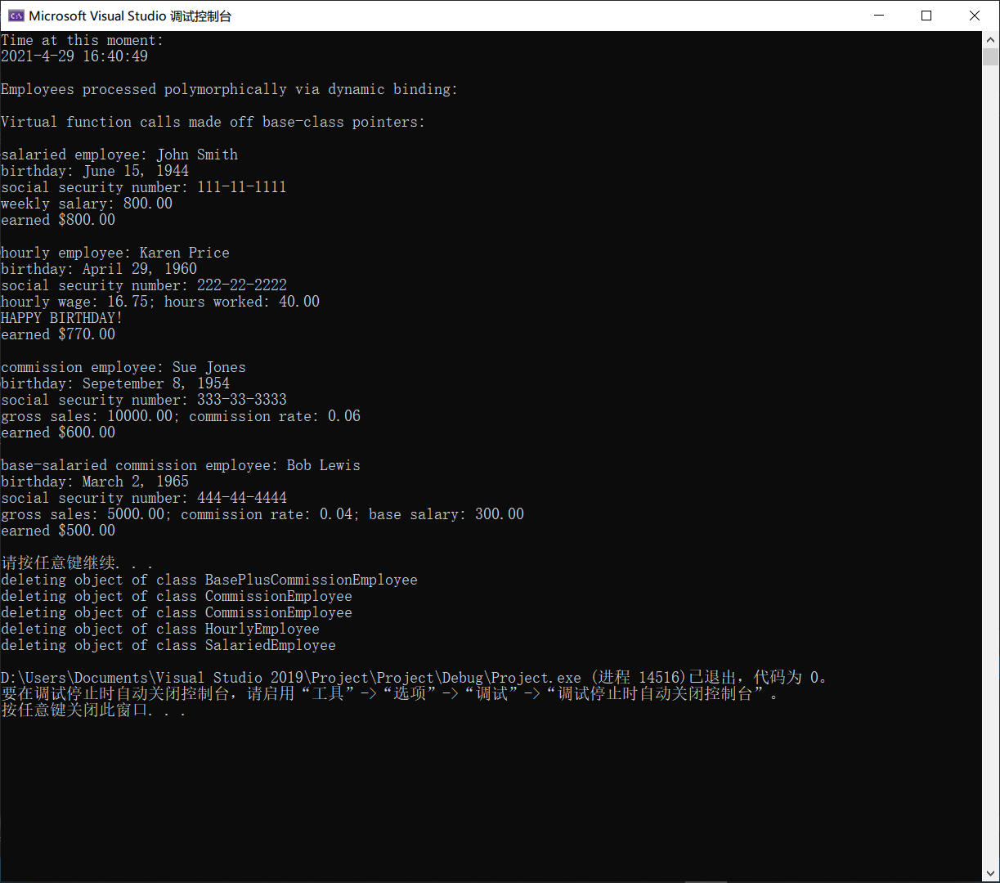 Microsoft Visual Studio 调试控制台
Time at this moment:
2021-4-29 16:40:49
Employees processed polymorphically via dynamic binding:
Virtual function calls made off base-class pointers:
salaried employee: John Smith
birthday: June 15, 1944
social security number: 111-11-1111
weekly salary: 800.00
earned $800.00
hourly employee: Karen Price
birthday: April 29, 1960
social security number: 222-22-2222
hourly wage: 16.75; hours worked: 40.00
HAPPY BIRTHDAY!
earned $770.00
commission employee: Sue Jones
birthday: Sepetember 8, 1954
social security number: 333-33-3333
gross sales: 10000.00; commission rate: 0.06
earned $600.00
base-salaried commission employee: Bob Lewis
birthday: March 2, 1965
social security number: 444-44-4444
gross sales: 5000.00; commission rate: 0.04; base salary: 300.00
earned $500.00
请按任意键继续. . .
deleting object of class BasePlusCommissionEmployee
deleting object of class CommissionEmployee
deleting object of class CommissionEmployee
deleting object of class HourlyEmployee
deleting object of class SalariedEmployee
D:\Users\Documents\Visual Studio 2019\Project\Project\Debug\Project.exe (进程 14516)已退出，代码为 0。
要在调试停止时自动关闭控制台，请启用“工具”->“选项”->“调试”->“调试停止时自动关闭控制台”。
按任意键关闭此窗口. . .